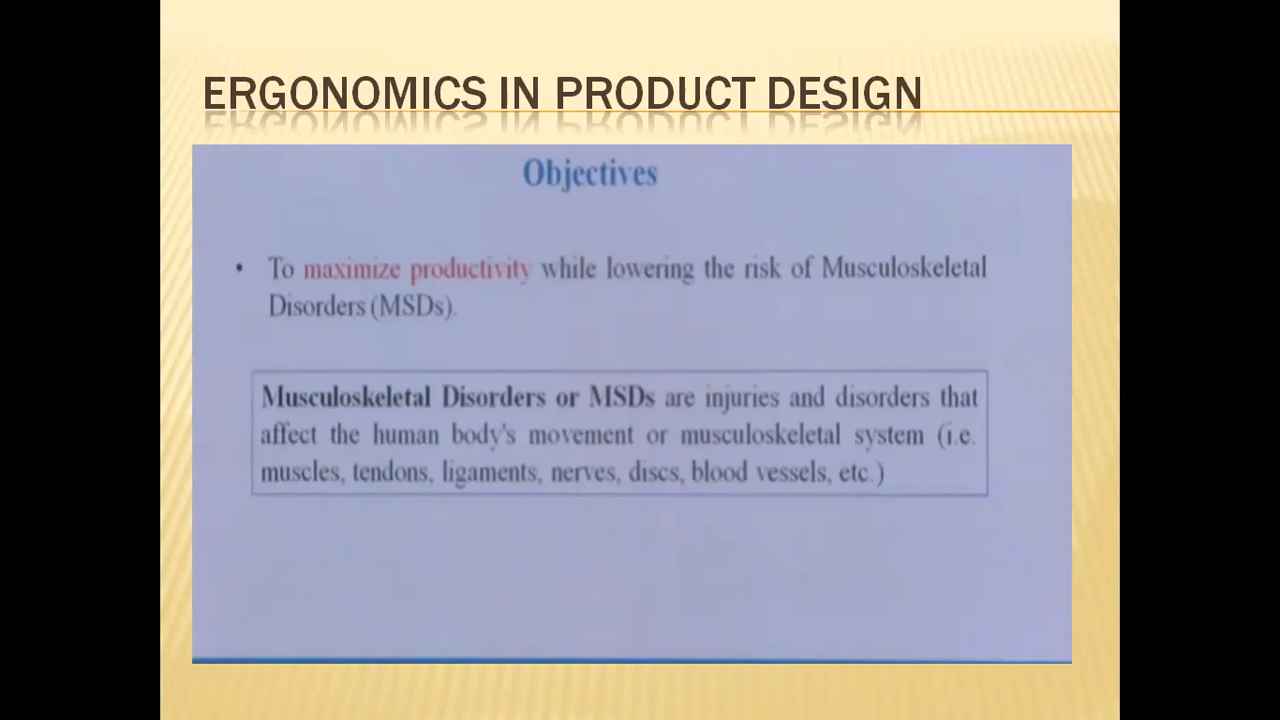 ERGONOMICS IN PRODUCT DESIGN
Objectives
• To maximize productivity while lowering the risk of Musculoskeletal
Disorders (MSDs).
Musculoskeletal Disorders or MSDs are injuries and disorders that
affect the human body's movement or musculoskeletal system (i.e.
muscles, tendons, ligaments, nerves, discs, blood vessels, etc.)